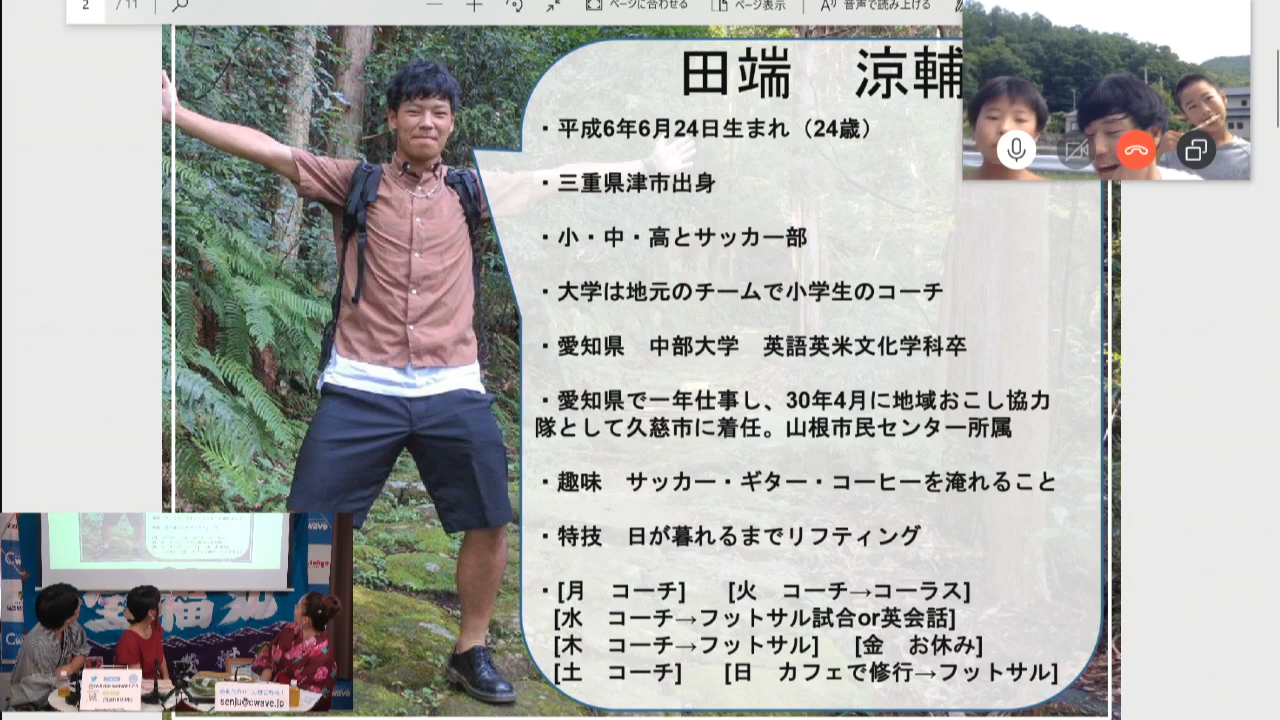 2 / 11
ページに合わせる
ページ表示
音声で読み上げる
田端　涼輔
・平成6年6月24日生まれ（24歳）
・三重県津市出身
・小・中・高とサッカー部
・大学は地元のチームで小学生のコーチ
・愛知県　中部大学　英語英米文化学科卒
・愛知県で一年仕事し、30年4月に地域おこし協力
隊として久慈市に着任。山根市民センター所属
・趣味　サッカー・ギター・コーヒーを淹れること
・特技　日が暮れるまでリフティング
・[月　コーチ]　[火　コーチ→コーラス]
[水　コーチ→フットサル試合or英会話]
[木　コーチ→フットサル]　[金　お休み]
[土　コーチ]　[日　カフェで修行→フットサル]
senju@cwave.jp